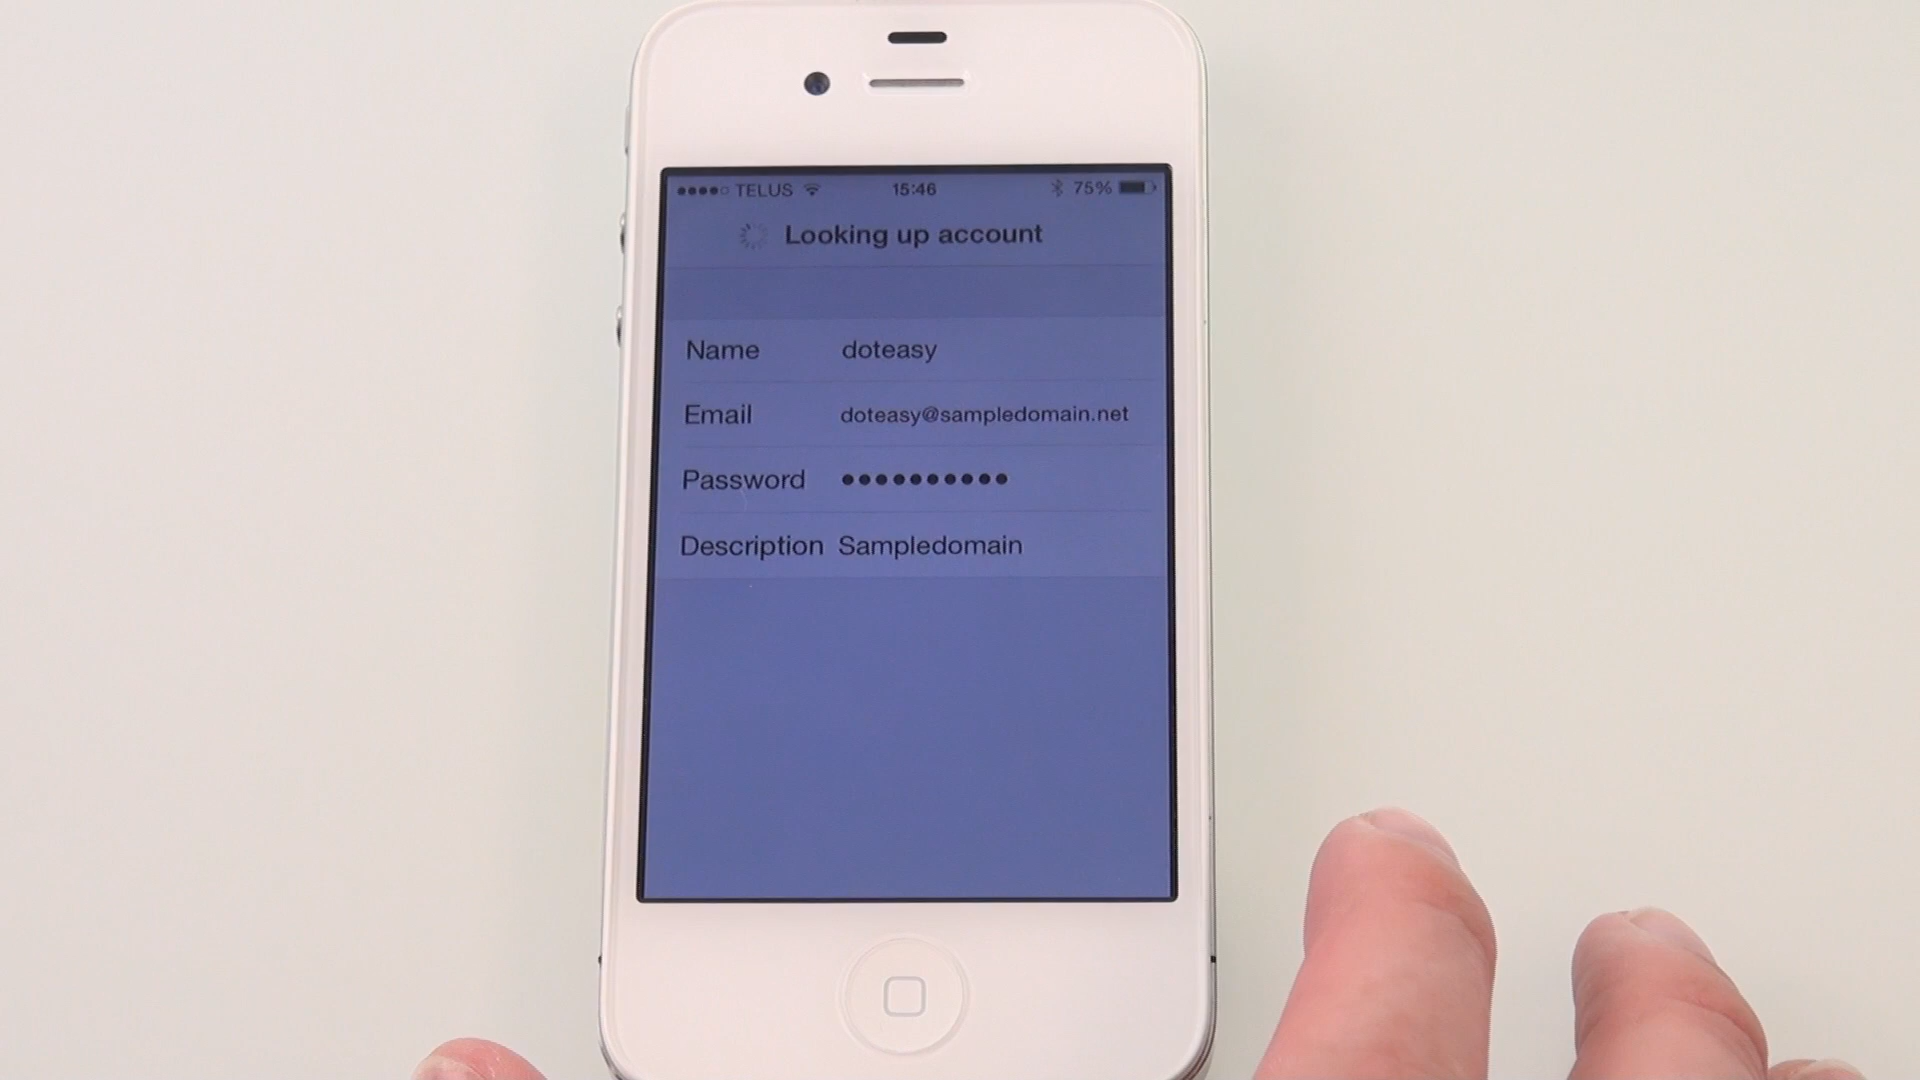 TELUS 15:46 75%
Looking up account
Name doteasy
Email doteasy@sampledomain.net
Password ●●●●●●●●●●
Description Sampledomain